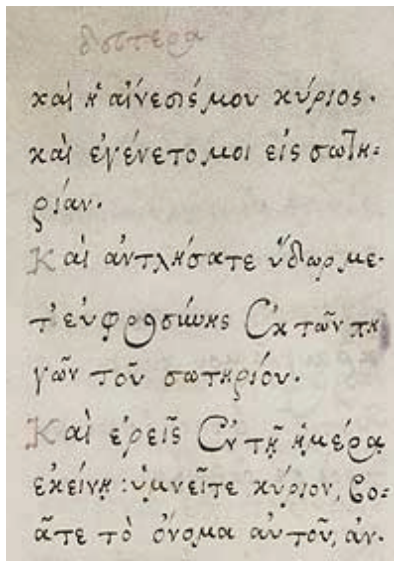 δευτέρα
καὶ ἡ αἴνεσίς μου κύριος.
καὶ ἐγένετο μοι εἰς σωτη-
ρίαν.
Καὶ ἀντλήσατε ὕδωρ με-
τ' εὐφροσύνης ἐκ τῶν πη
γῶν τοῦ σωτηρίου.
Καὶ ἐρεῖς ἐν τῇ ἡμέρᾳ
ἐκείνῃ: ὑμνεῖτε κύριον, βο-
ᾶτε τὸ ὄνομα αὐτοῦ, ἀν.